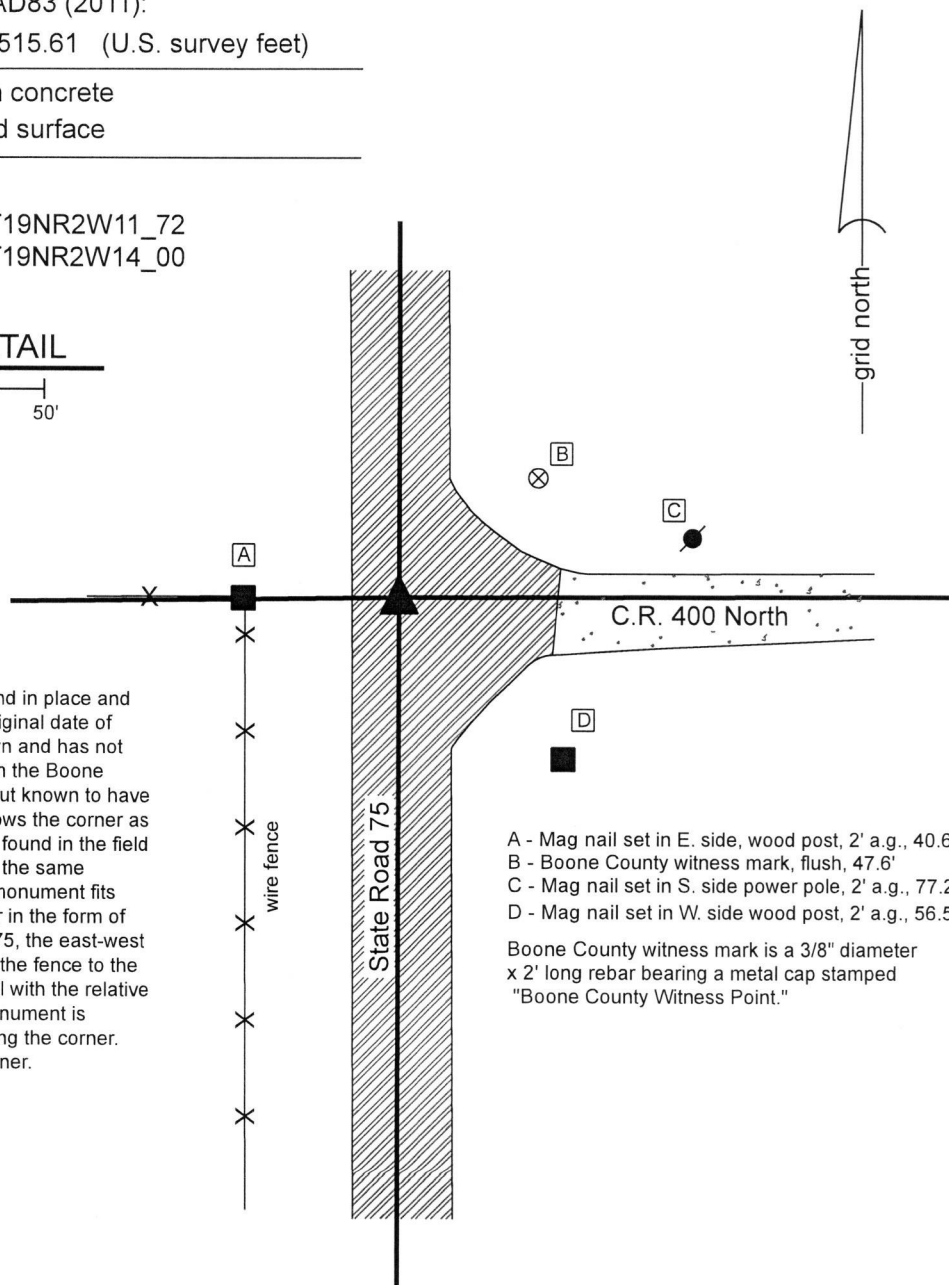 AD83 (2011):
515.61 (U.S. survey feet)
concrete
surface
T19NR2W11_72
T19NR2W14_00
TAIL
50'
grid north
B
C
A
C.R. 400 North
D
nd in place and
iginal date of
n and has not
the Boone
ut known to have
ows the corner as
found in the field
the same
monument fits
r in the form of
75, the east-west
the fence to the
l with the relative
nument is
ng the corner.
ner.
wire fence
State Road 75
A - Mag nail set in E. side, wood post, 2' a.g., 40.6
B - Boone County witness mark, flush, 47.6'
C - Mag nail set in S. side power pole, 2' a.g., 77.2
D - Mag nail set in W. side wood post, 2' a.g., 56.5
Boone County witness mark is a 3/8" diameter
x 2' long rebar bearing a metal cap stamped
"Boone County Witness Point."